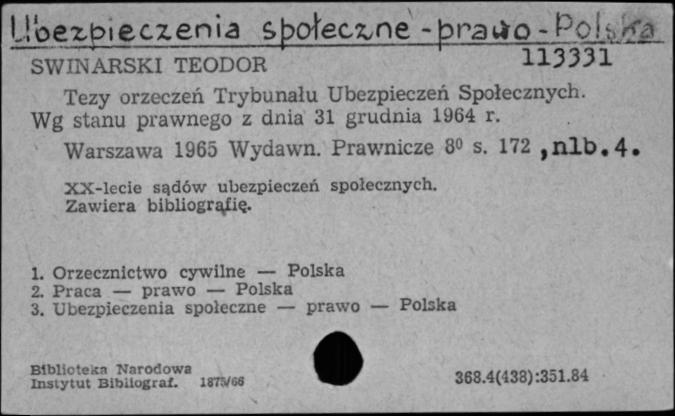 Ubezpieczenia społeczne - prawo - Polska
113331
SWINARSKI TEODOR
Tezy orzeczeń Trybunału Ubezpieczeń Społecznych.
Wg stanu prawnego z dnia 31 grudnia 1964 r.
Warszawa 1965 Wydawn. Prawnicze 8⁰ s. 172 , nlb. 4.
XX-lecie sądów ubezpieczeń społecznych.
Zawiera bibliografię.
1. Orzecznictwo cywilne — Polska
2. Praca — prawo — Polska
3. Ubezpieczenia społeczne — prawo — Polska
Biblioteka Narodowa
Instytut Bibliograf. 1875/66
368.4(438):351.84